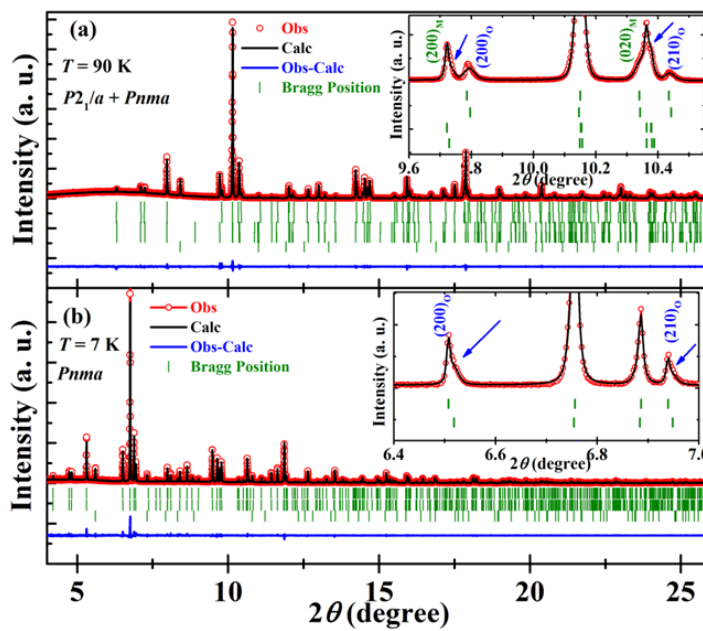 (a)
Obs
Calc
Obs-Calc
Bragg Position
T = 90 K
P2₁/a + Pnma
Intensity (a. u.)
(200)M
(200)O
(020)M
(210)O
Intensity (a. u.)
9.6 9.8 10.0 10.2 10.4
2θ (degree)
(b)
Obs
Calc
Obs-Calc
Bragg Position
T = 7 K
Pnma
Intensity (a. u.)
(200)O
(210)O
Intensity (a. u.)
6.4 6.6 6.8 7.0
2θ (degree)
5 10 15 20 25
2θ (degree)